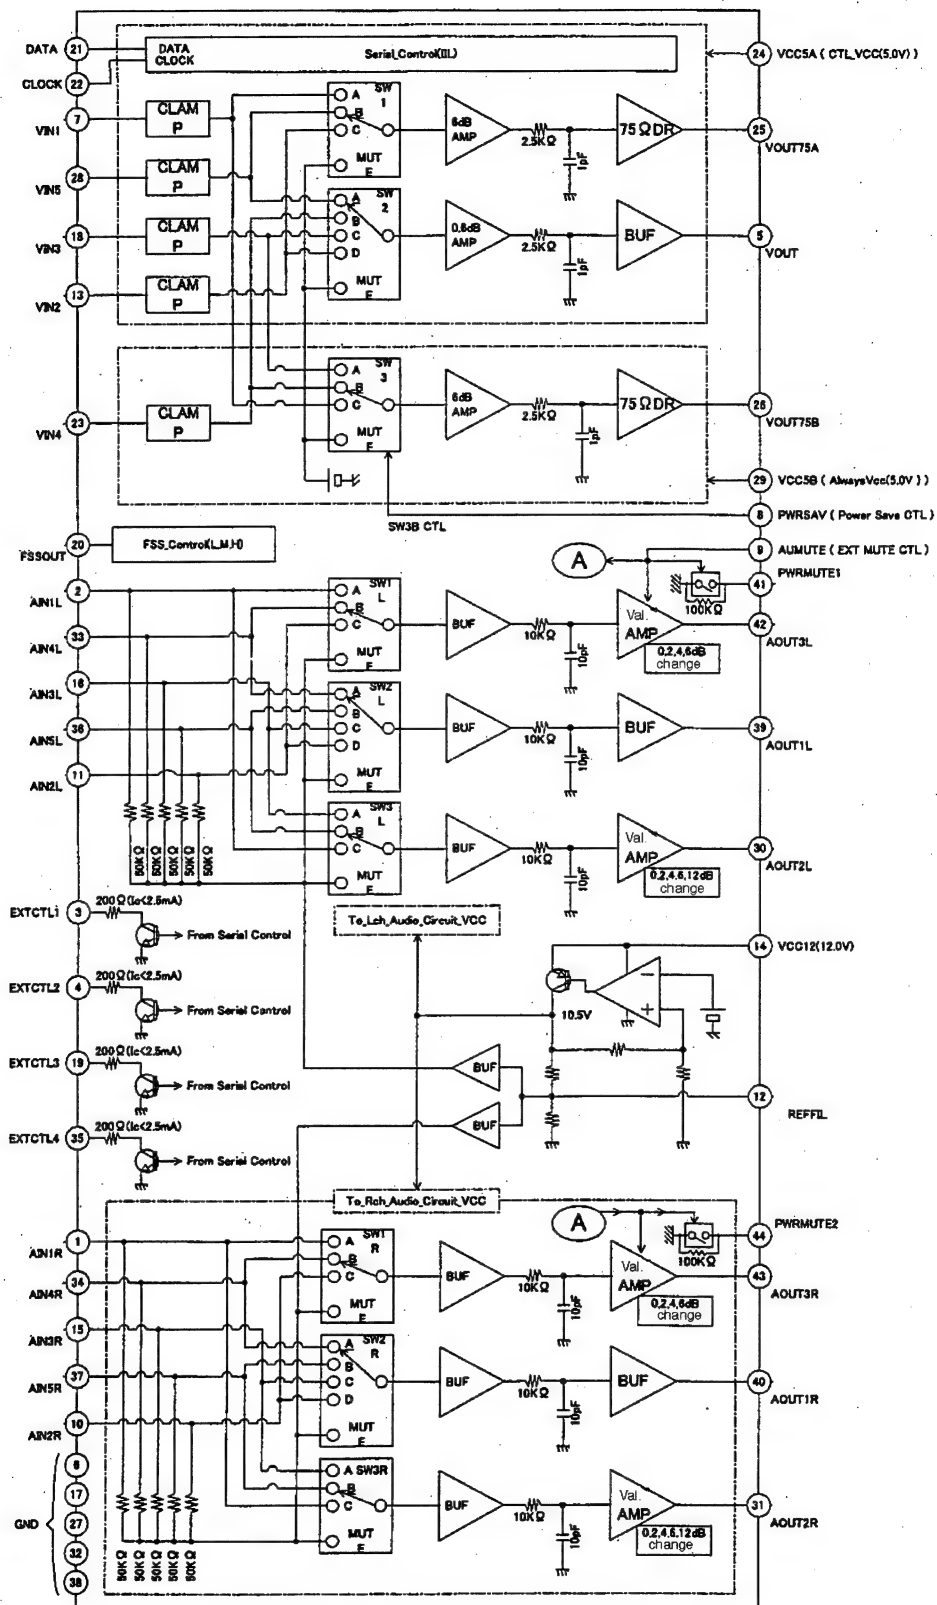 DATA 21 DATA Serial_Control(IIL) 24 VCC5A ( CTL_VCC(5.0V) )
CLOCK
CLOCK 22
SW
1
7 CLAM
P A
VIN1 B
C 6dB
AMP 2.5KΩ 1pF 75ΩDR 25
VOUT75A
MUT
E
28 CLAM
P
VIN5
SW
2
A
B
C
D
MUT
E
0,6dB
AMP 2.5KΩ 1pF BUF 5
VOUT
18 CLAM
P
VIN3
13 CLAM
P
VIN2
SW
3
A
B
C
MUT
E
6dB
AMP 2.5KΩ 1pF 75ΩDR 26
VOUT75B
23 CLAM
P
VIN4
29 VCC5B ( AlwaysVcc(5.0V ))
SW3B CTL
8 PWRSAV ( Power Save CTL )
20 FSS_Control(L,M,H)
FSSOUT
A 9 AUMUTE ( EXT MUTE CTL )
PWRMUTE1
41
100KΩ
2
AIN1L
33
AIN4L
16
AIN3L
36
AIN5L
11
AIN2L
50KΩ 50KΩ 50KΩ 50KΩ 50KΩ
SW1
L
A
B
C
MUT
E
BUF 10KΩ 10pF Val.
AMP 42
AOUT3L
0,2,4,6dB
change
SW2
L
A
B
C
D
MUT
E
BUF 10KΩ 10pF BUF 39
AOUT1L
SW3
L
A
B
C
MUT
E
BUF 10KΩ 10pF Val.
AMP 30
AOUT2L
0,2,4,6,12dB
change
EXTCTL1 3 200Ω(Ic<2.5mA)
From Serial Control
To_Lch_Audio_Circuit_VCC
14 VCC12(12.0V)
EXTCTL2 4 200Ω(Ic<2.5mA)
From Serial Control
10.5V
−
+
EXTCTL3 19 200Ω(Ic<2.5mA)
From Serial Control
BUF
12
REFFIL
BUF
EXTCTL4 35 200Ω(Ic<2.5mA)
From Serial Control
To_Rch_Audio_Circuit_VCC
A PWRMUTE2
44
100KΩ
1
AIN1R
34
AIN4R
15
AIN3R
37
AIN5R
10
AIN2R
SW1
R
A
B
C
MUT
E
BUF 10KΩ 10pF Val.
AMP 43
AOUT3R
0,2,4,6dB
change
SW2
R
A
B
C
D
MUT
E
BUF 10KΩ 10pF BUF 40
AOUT1R
A SW3R
B
C
MUT
E
BUF 10KΩ 10pF Val.
AMP 31
AOUT2R
0,2,4,6,12dB
change
GND
6
17
27
32
38
50KΩ 50KΩ 50KΩ 50KΩ 50KΩ